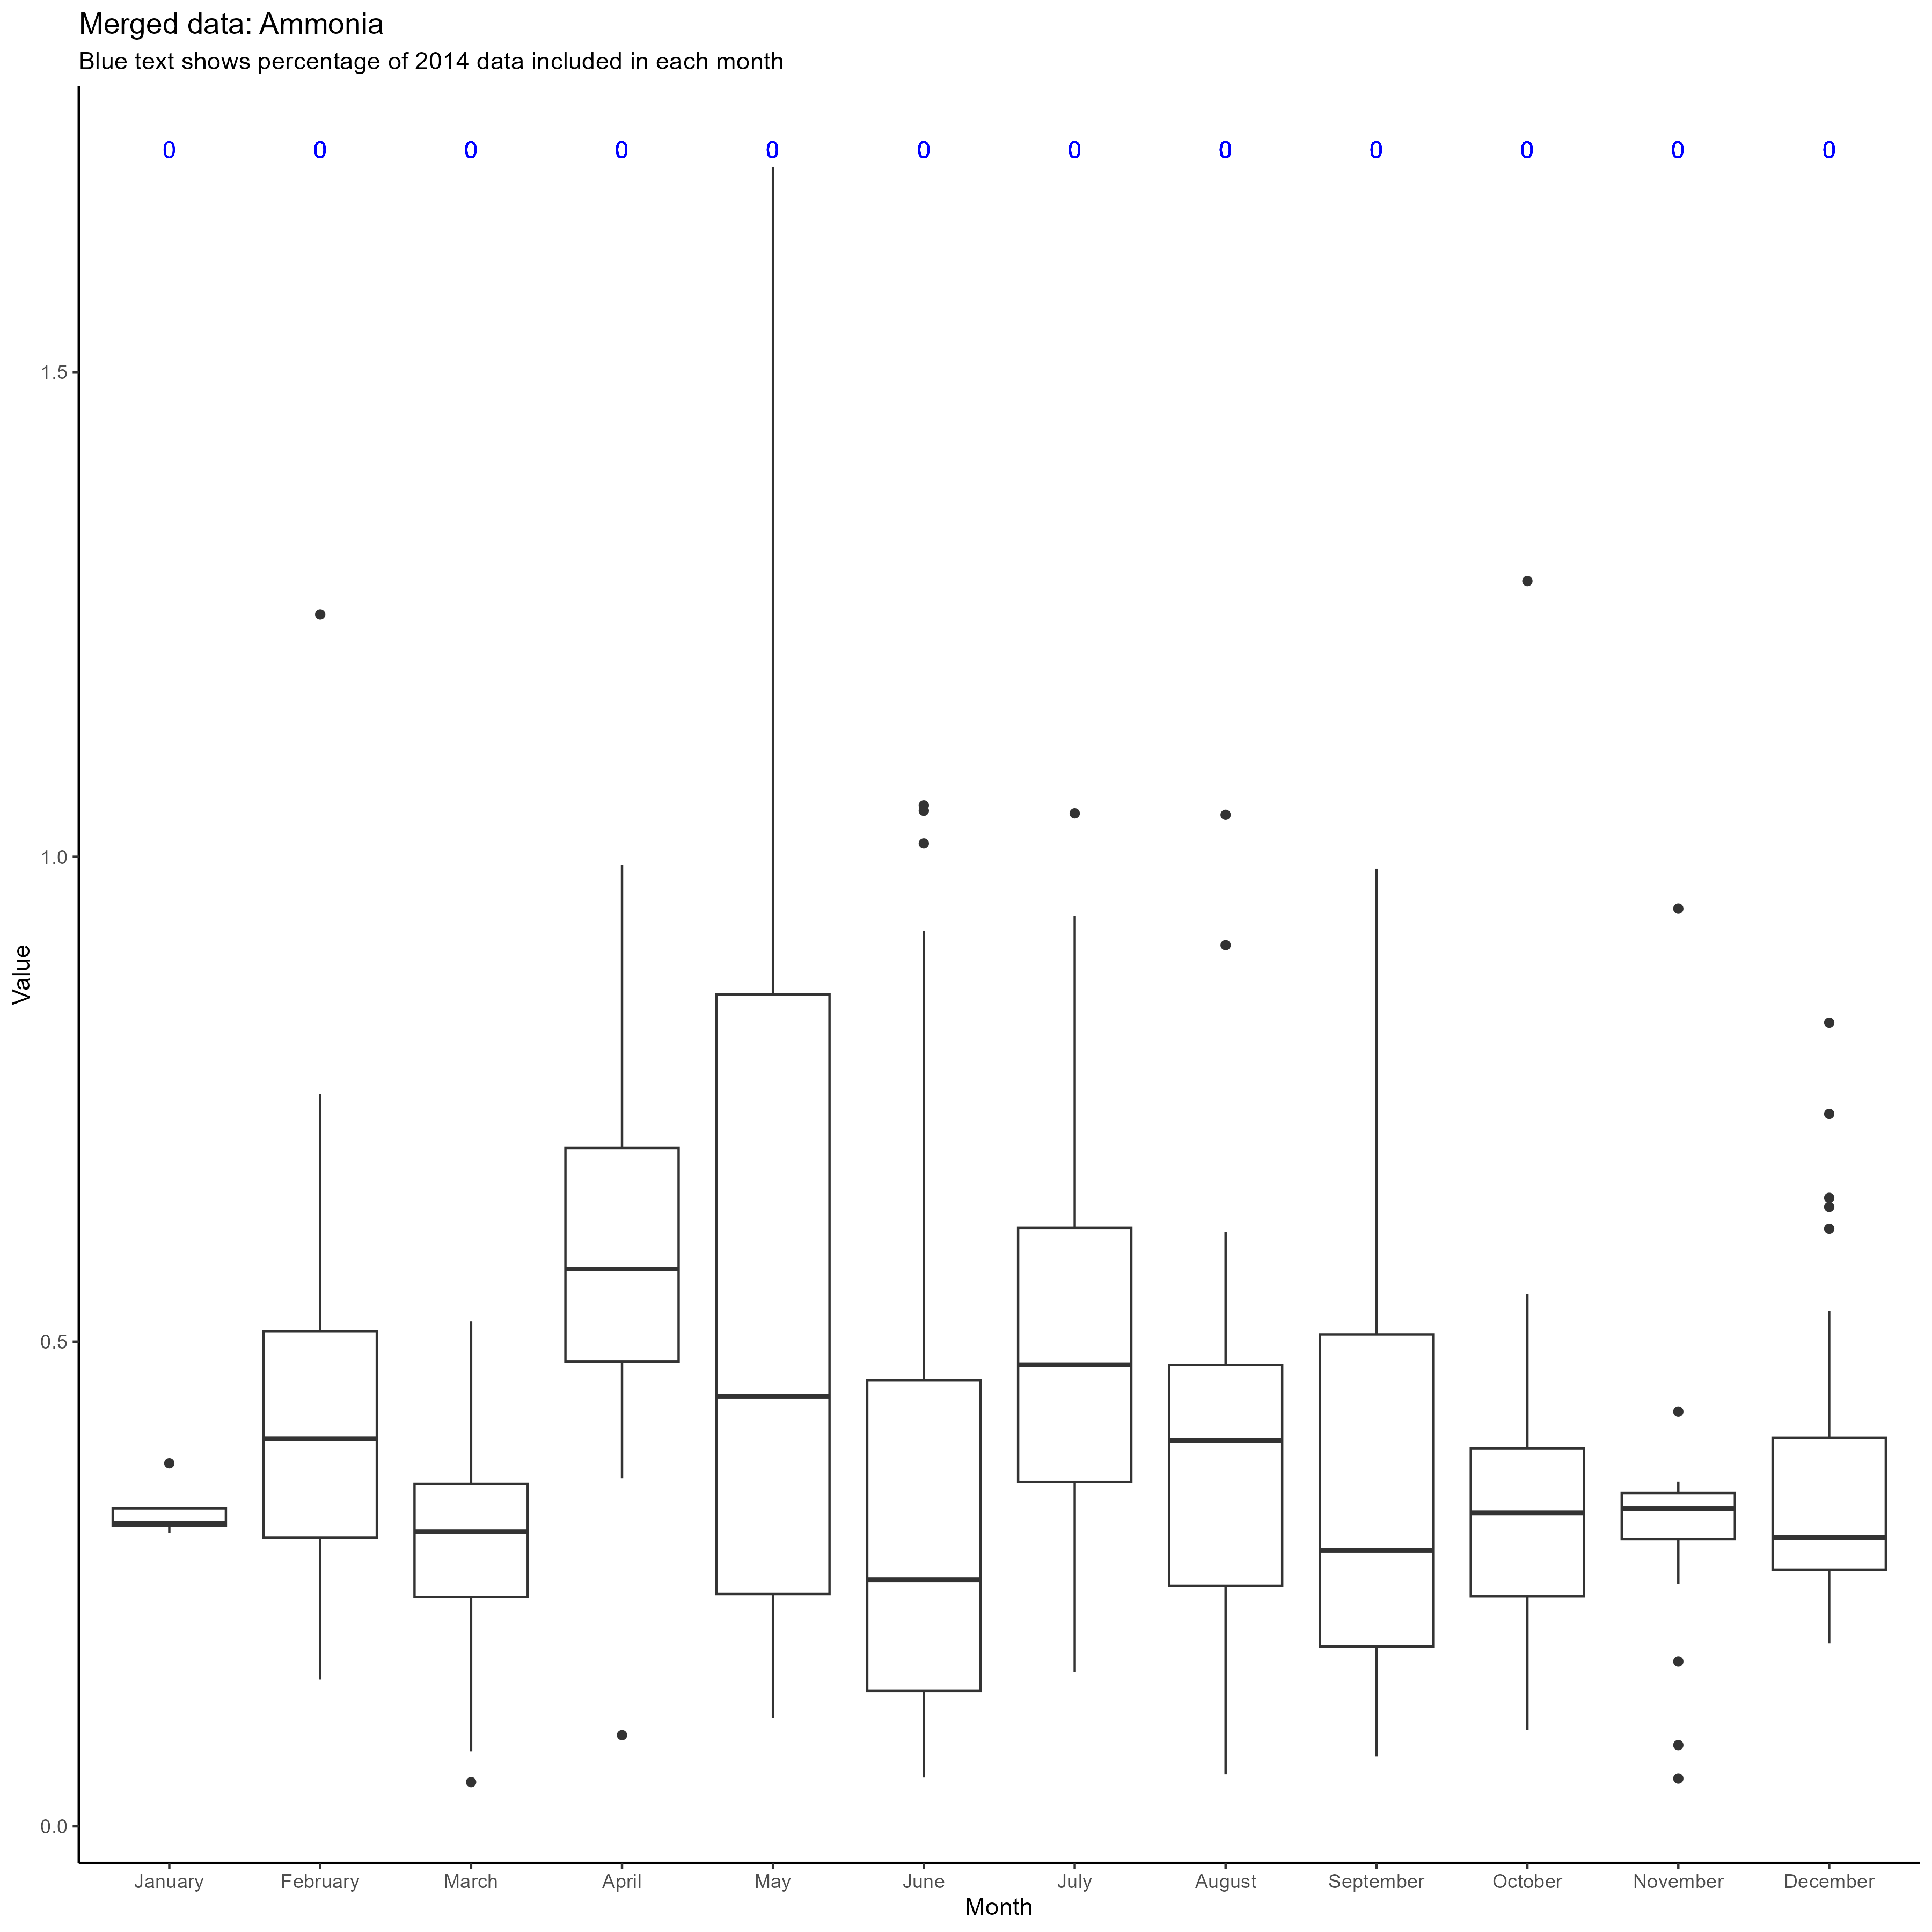 Merged data: Ammonia
Blue text shows percentage of 2014 data included in each month
0 0 0 0 0 0 0 0 0 0 0 0
1.5
1.0
Value
0.5
0.0
January February March April May June July August September October November December
Month